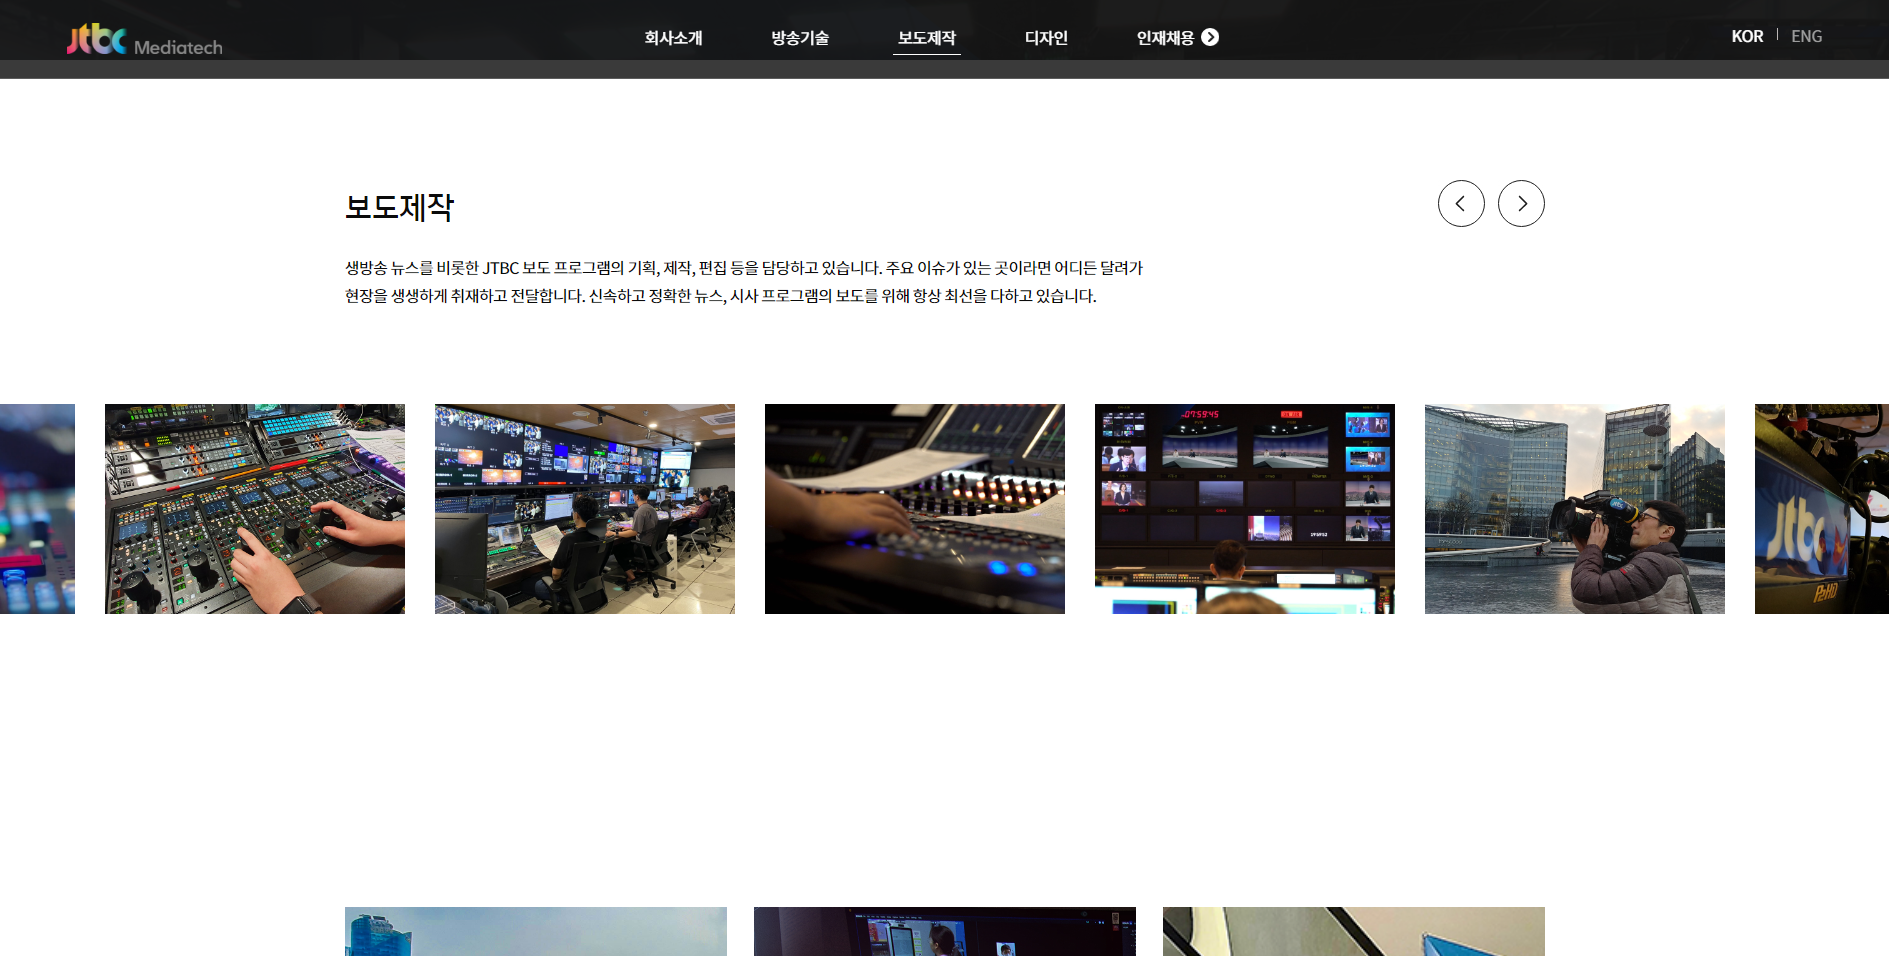 jtbc Mediatech
회사소개
방송기술
보도제작
디자인
인재채용
KOR
ENG
보도제작
생방송 뉴스를 비롯한 JTBC 보도 프로그램의 기획, 제작, 편집 등을 담당하고 있습니다. 주요 이슈가 있는 곳이라면 어디든 달려가
현장을 생생하게 취재하고 전달합니다. 신속하고 정확한 뉴스, 시사 프로그램의 보도를 위해 항상 최선을 다하고 있습니다.
-07:59:45
jtbc
jtbc
P2HD